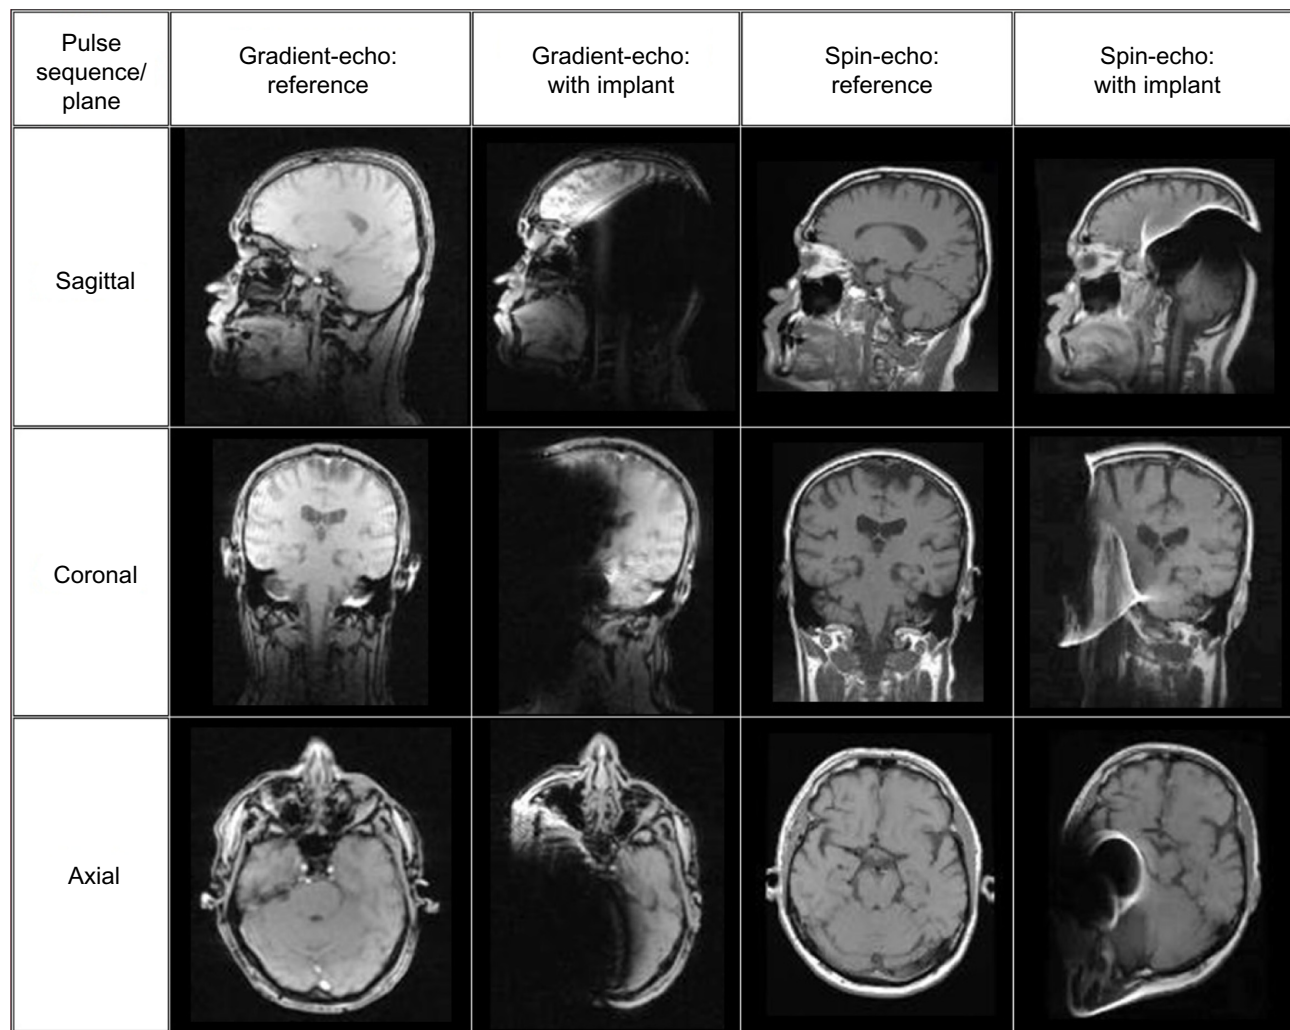 Pulse
sequence/
plane
Gradient-echo:
reference
Gradient-echo:
with implant
Spin-echo:
reference
Spin-echo:
with implant
Sagittal
Coronal
Axial